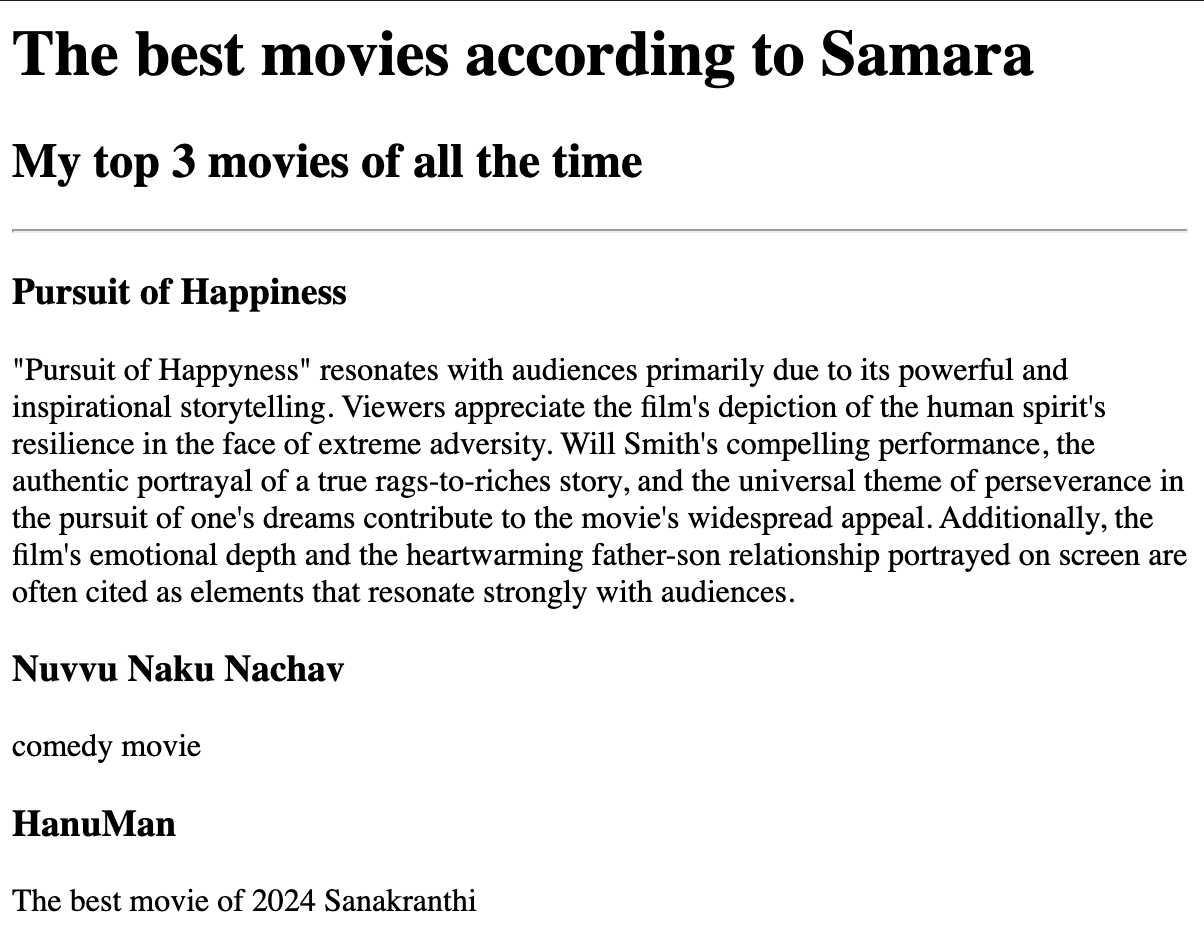 The best movies according to Samara
My top 3 movies of all the time
Pursuit of Happiness
"Pursuit of Happyness" resonates with audiences primarily due to its powerful and
inspirational storytelling. Viewers appreciate the film's depiction of the human spirit's
resilience in the face of extreme adversity. Will Smith's compelling performance, the
authentic portrayal of a true rags-to-riches story, and the universal theme of perseverance in
the pursuit of one's dreams contribute to the movie's widespread appeal. Additionally, the
film's emotional depth and the heartwarming father-son relationship portrayed on screen are
often cited as elements that resonate strongly with audiences.
Nuvvu Naku Nachav
comedy movie
HanuMan
The best movie of 2024 Sanakranthi